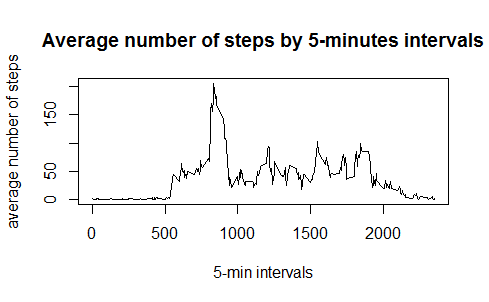 Average number of steps by 5-minutes intervals
average number of steps
150
50
0
0
500
1000
1500
2000
5-min intervals